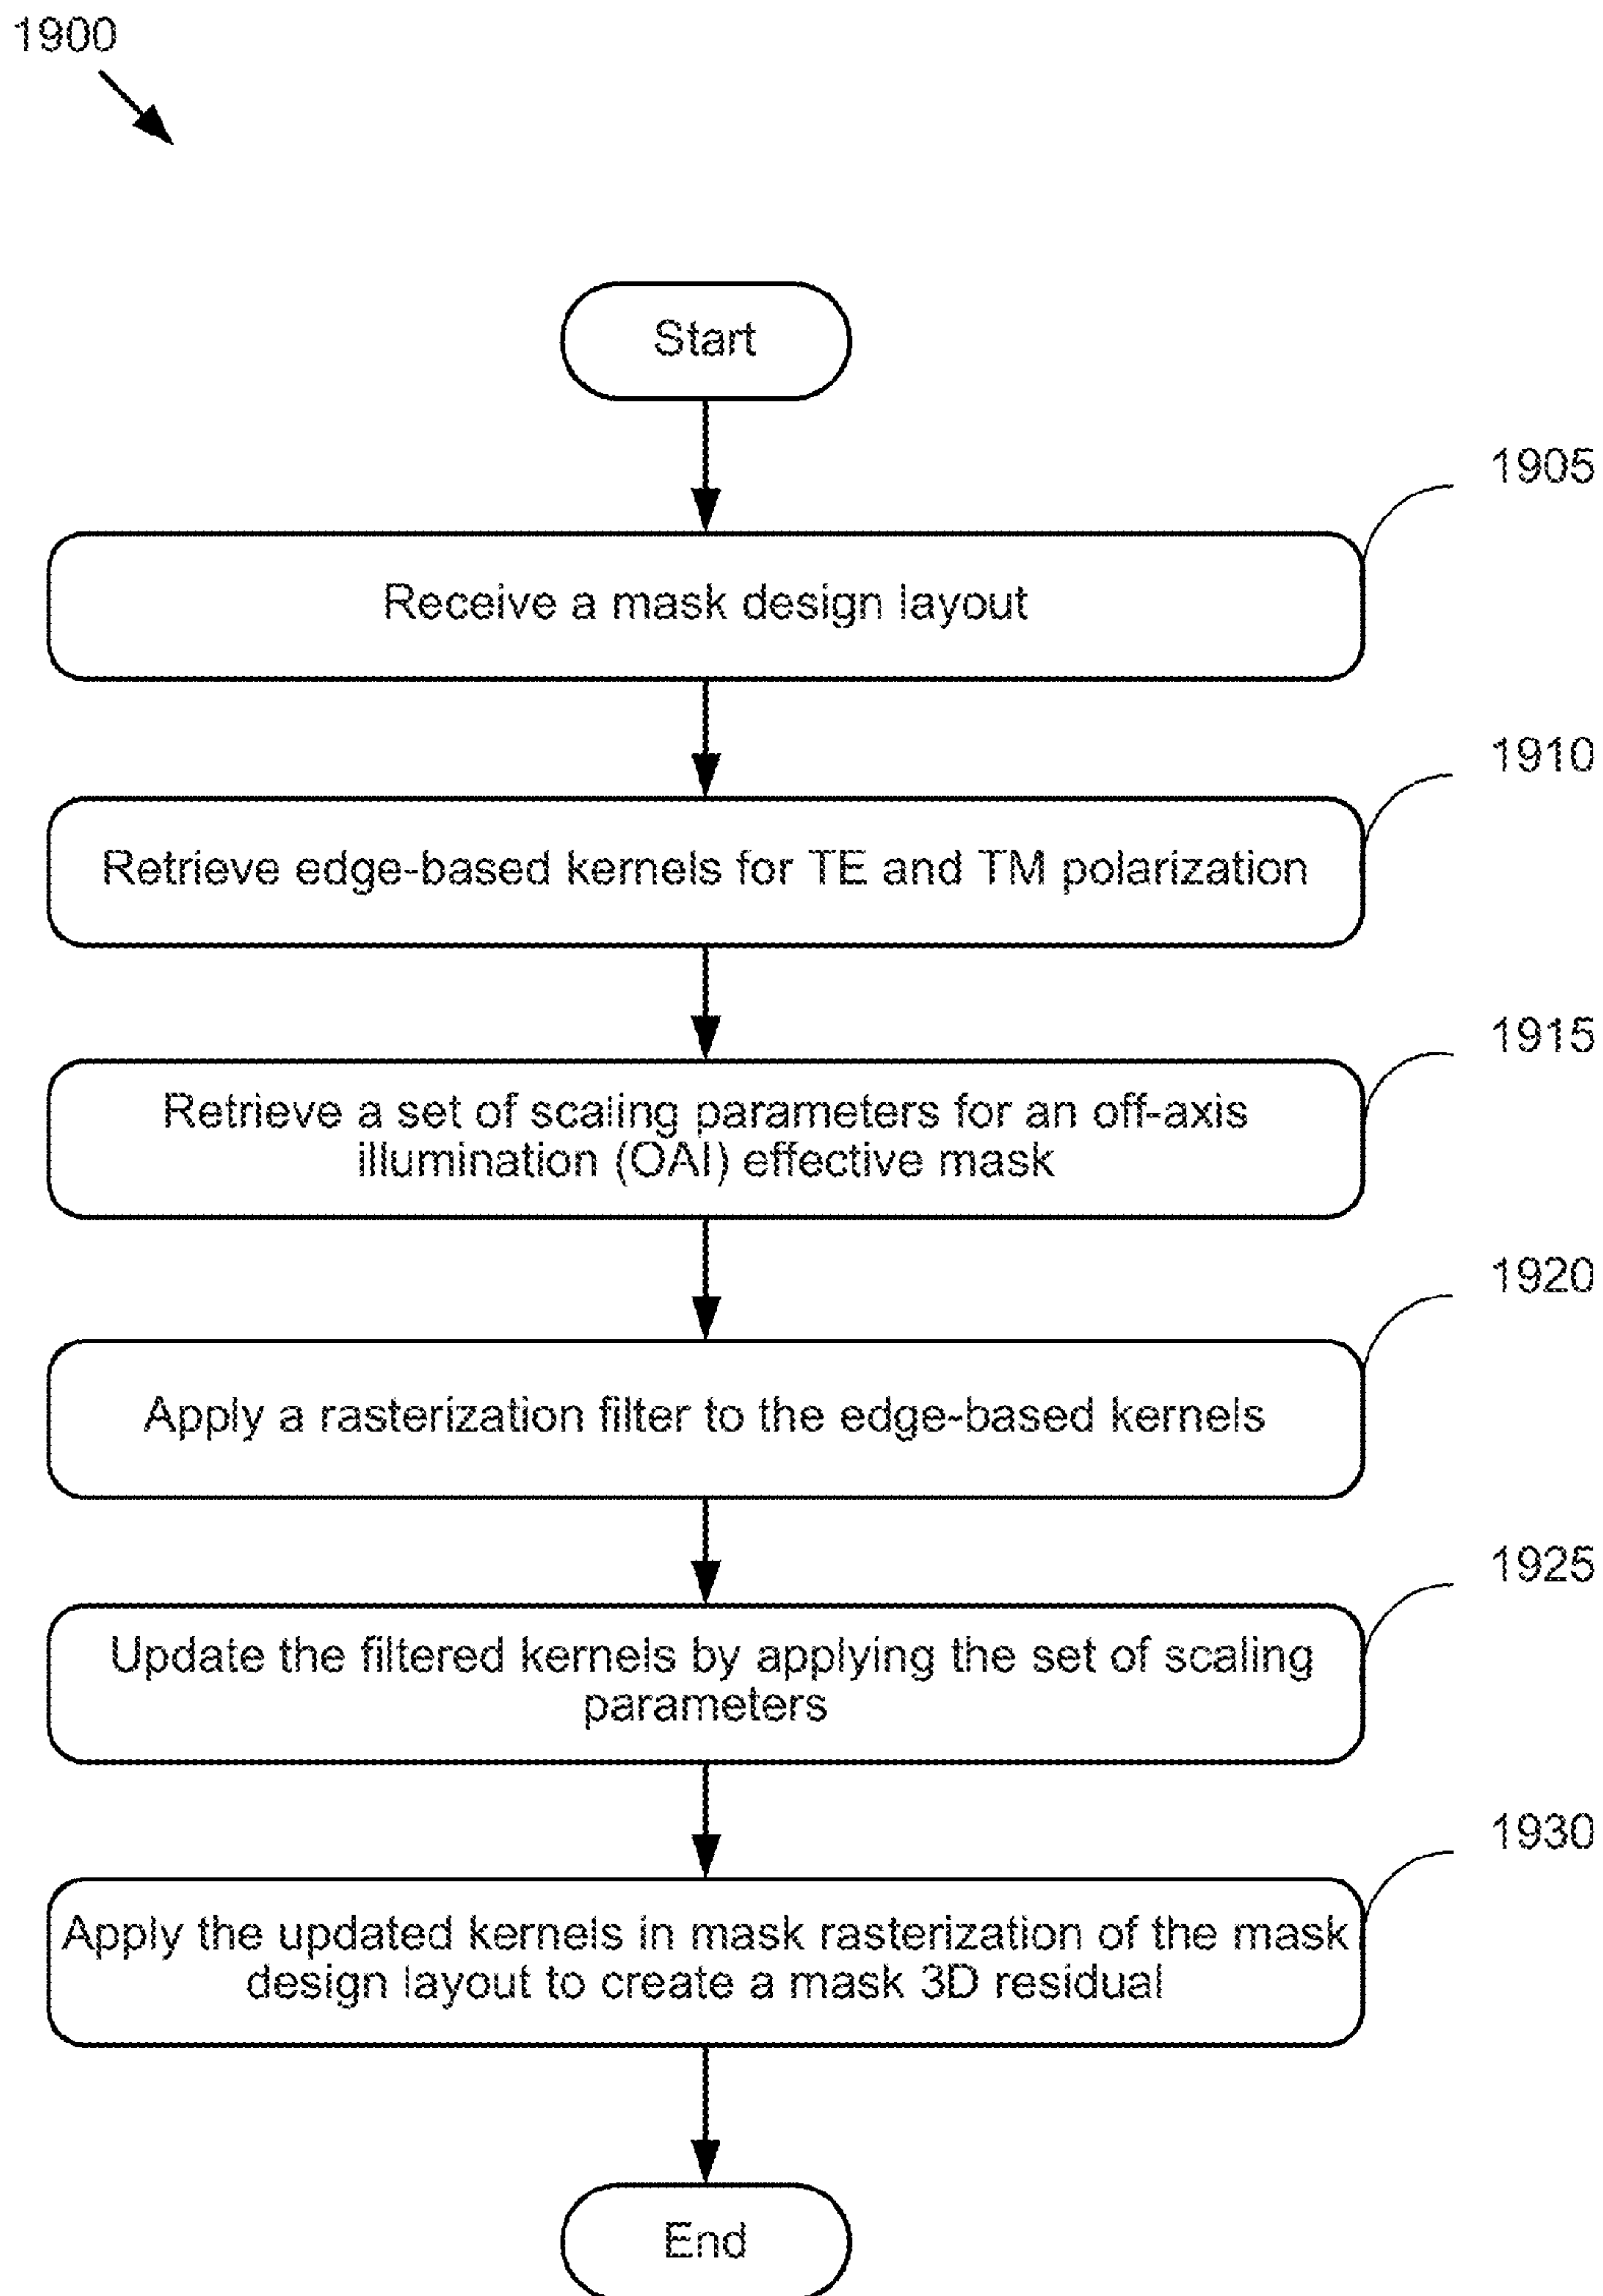 1900
Start
1905
Receive a mask design layout
1910
Retrieve edge-based kernels for TE and TM polarization
1915
Retrieve a set of scaling parameters for an off-axis
illumination (OAI) effective mask
1920
Apply a rasterization filter to the edge-based kernels
1925
Update the filtered kernels by applying the set of scaling
parameters
1930
Apply the updated kernels in mask rasterization of the mask
design layout to create a mask 3D residual
End